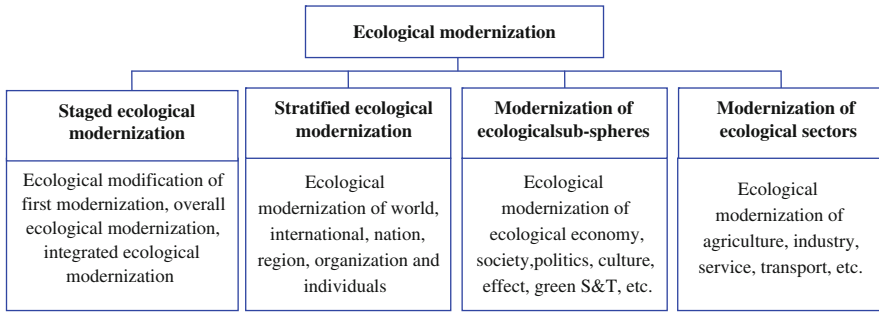 Ecological modernization
Staged ecological
modernization
Ecological modification of
first modernization, overall
ecological modernization,
integrated ecological
modernization
Stratified ecological
modernization
Ecological
modernization of world,
international, nation,
region, organization and
individuals
Modernization of
ecologicalsub-spheres
Ecological
modernization of
ecological economy,
society,politics, culture,
effect, green S&T, etc.
Modernization of
ecological sectors
Ecological
modernization of
agriculture, industry,
service, transport, etc.